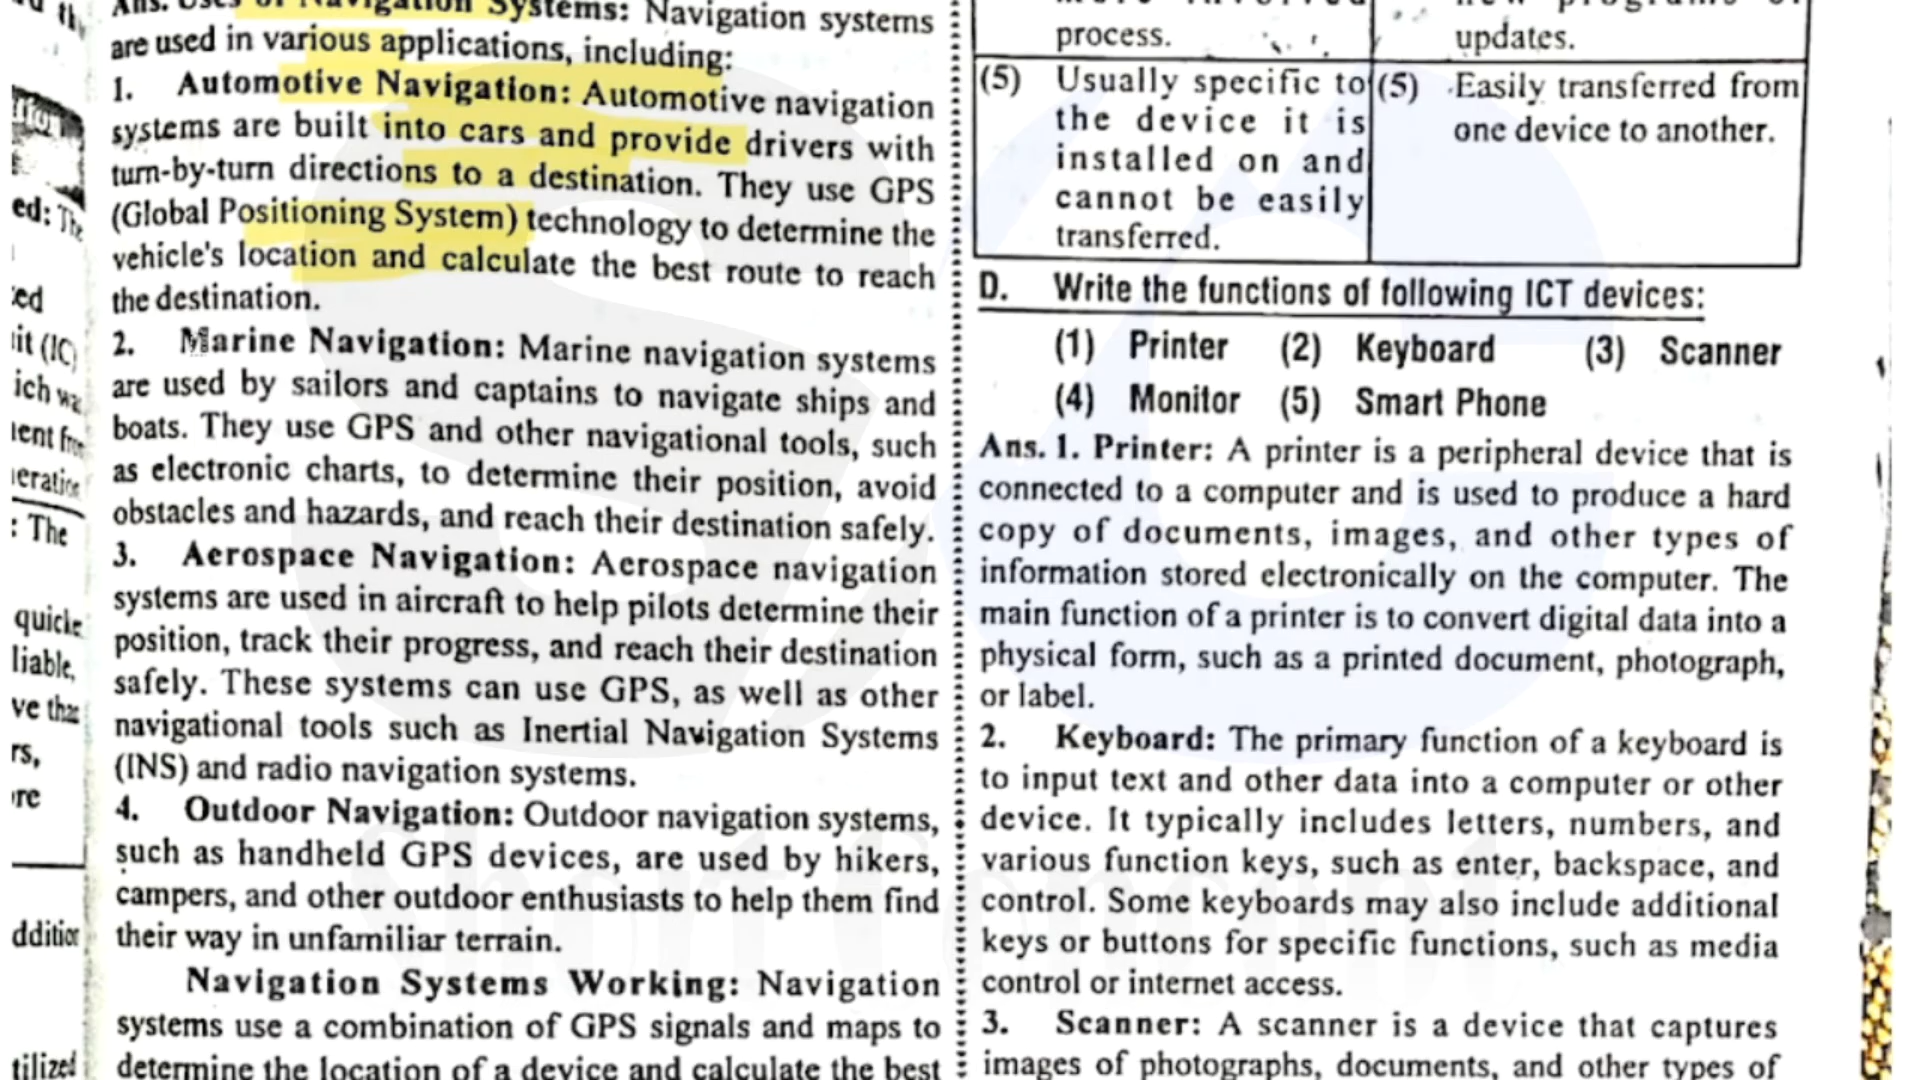 ed: The
ed
it (IC)
ich wa
: The
quicke
liable,
ve that
rs,
re
ddition
tilized
Ans. Uses of Navigation Systems: Navigation systems
are used in various applications, including:
1. Automotive Navigation: Automotive navigation
systems are built into cars and provide drivers with
turn-by-turn directions to a destination. They use GPS
(Global Positioning System) technology to determine the
vehicle's location and calculate the best route to reach
the destination.
2. Marine Navigation: Marine navigation systems
are used by sailors and captains to navigate ships and
boats. They use GPS and other navigational tools, such
as electronic charts, to determine their position, avoid
obstacles and hazards, and reach their destination safely.
3. Aerospace Navigation: Aerospace navigation
systems are used in aircraft to help pilots determine their
position, track their progress, and reach their destination
safely. These systems can use GPS, as well as other
navigational tools such as Inertial Navigation Systems
(INS) and radio navigation systems.
4. Outdoor Navigation: Outdoor navigation systems,
such as handheld GPS devices, are used by hikers,
campers, and other outdoor enthusiasts to help them find
their way in unfamiliar terrain.
Navigation Systems Working: Navigation
systems use a combination of GPS signals and maps to
determine the location of a device and calculate the best
process.
updates.
(5) Usually specific to
the device it is
installed on and
cannot be easily
transferred.
(5) Easily transferred from
one device to another.
D. Write the functions of following ICT devices:
(1) Printer (2) Keyboard (3) Scanner
(4) Monitor (5) Smart Phone
Ans. 1. Printer: A printer is a peripheral device that is
connected to a computer and is used to produce a hard
copy of documents, images, and other types of
information stored electronically on the computer. The
main function of a printer is to convert digital data into a
physical form, such as a printed document, photograph,
or label.
2. Keyboard: The primary function of a keyboard is
to input text and other data into a computer or other
device. It typically includes letters, numbers, and
various function keys, such as enter, backspace, and
control. Some keyboards may also include additional
keys or buttons for specific functions, such as media
control or internet access.
3. Scanner: A scanner is a device that captures
images of photographs, documents, and other types of